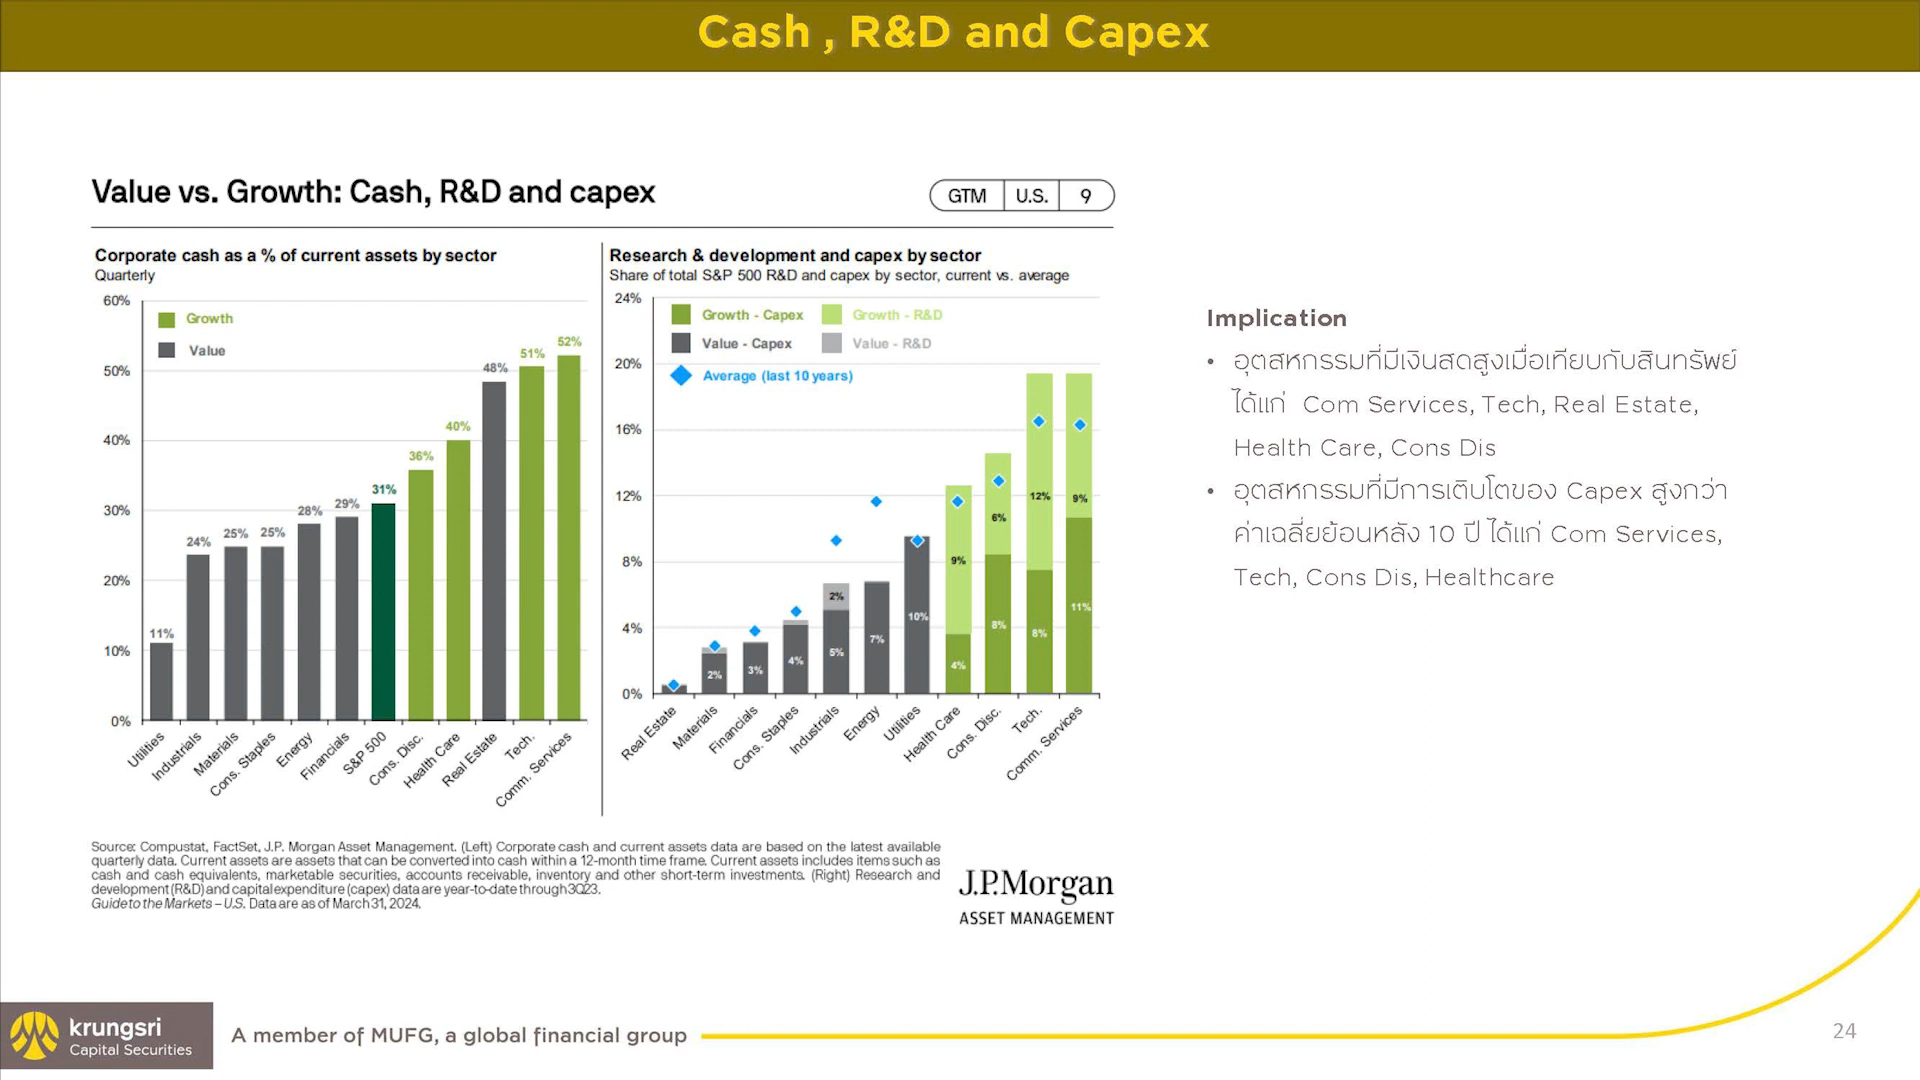 Cash , R&D and Capex
Value vs. Growth: Cash, R&D and capex
GTM U.S. 9
Corporate cash as a % of current assets by sector
Quarterly
60%
50%
40%
30%
20%
10%
0%
Growth
Value
11%
24%
25%
25%
28%
29%
31%
36%
40%
48%
51%
52%
Utilities
Industrials
Materials
Cons. Staples
Energy
Financials
S&P 500
Cons. Disc.
Health Care
Real Estate
Tech.
Comm. Services
Research & development and capex by sector
Share of total S&P 500 R&D and capex by sector, current vs. average
24%
20%
16%
12%
8%
4%
0%
Growth - Capex
Growth - R&D
Value - Capex
Value - R&D
Average (last 10 years)
2%
3%
4%
2%
5%
7%
10%
9%
4%
6%
8%
12%
8%
9%
11%
Real Estate
Materials
Financials
Cons. Staples
Industrials
Energy
Utilities
Health Care
Cons. Disc.
Tech.
Comm. Services
Implication
• อุตสหกรรมที่มีเงินสดสูงเมื่อเทียบกับสินทรัพย์
ได้แก่ Com Services, Tech, Real Estate,
Health Care, Cons Dis
• อุตสหกรรมที่มีการเติบโตของ Capex สูงกว่า
ค่าเฉลี่ยย้อนหลัง 10 ปี ได้แก่ Com Services,
Tech, Cons Dis, Healthcare
Source: Compustat, FactSet, J.P. Morgan Asset Management. (Left) Corporate cash and current assets data are based on the latest available
quarterly data. Current assets are assets that can be converted into cash within a 12-month time frame. Current assets includes items such as
cash and cash equivalents, marketable securities, accounts receivable, inventory and other short-term investments. (Right) Research and
development (R&D) and capital expenditure (capex) data are year-to-date through 3Q23.
Guide to the Markets – U.S. Data are as of March 31, 2024.
J.P.Morgan
ASSET MANAGEMENT
krungsri
Capital Securities
A member of MUFG, a global financial group
24